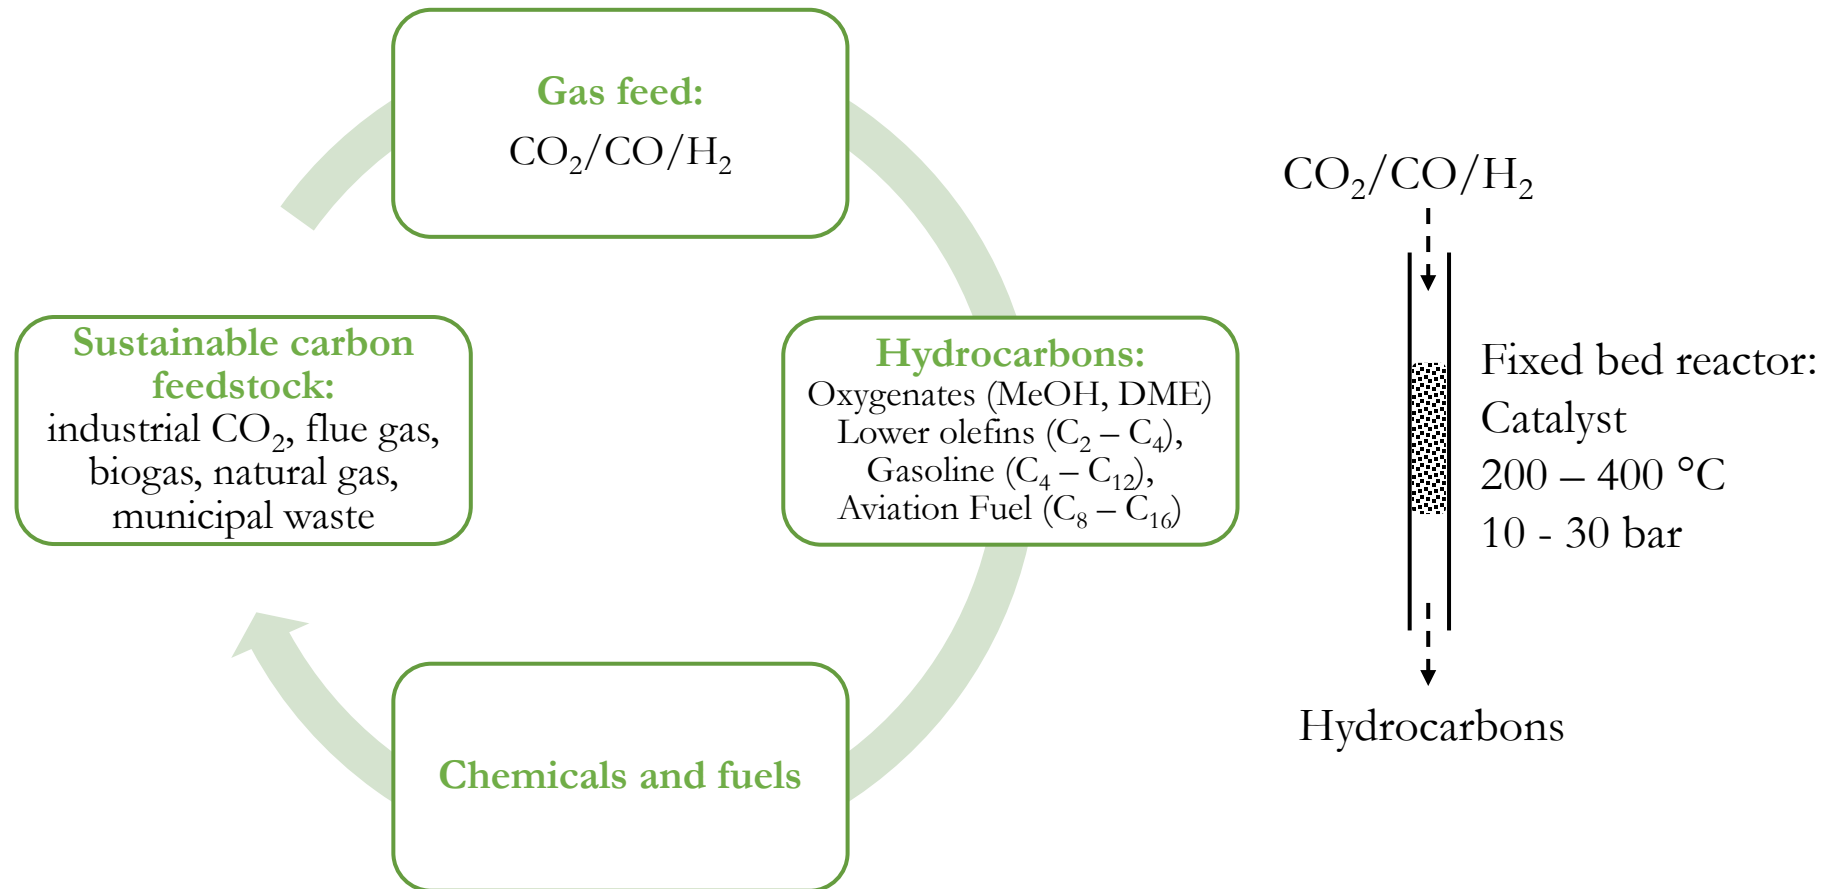 Gas feed:
CO₂/CO/H₂
Sustainable carbon
feedstock:
industrial CO₂, flue gas,
biogas, natural gas,
municipal waste
Hydrocarbons:
Oxygenates (MeOH, DME)
Lower olefins (C₂ – C₄),
Gasoline (C₄ – C₁₂),
Aviation Fuel (C₈ – C₁₆)
Chemicals and fuels
CO₂/CO/H₂
Fixed bed reactor:
Catalyst
200 – 400 °C
10 - 30 bar
Hydrocarbons